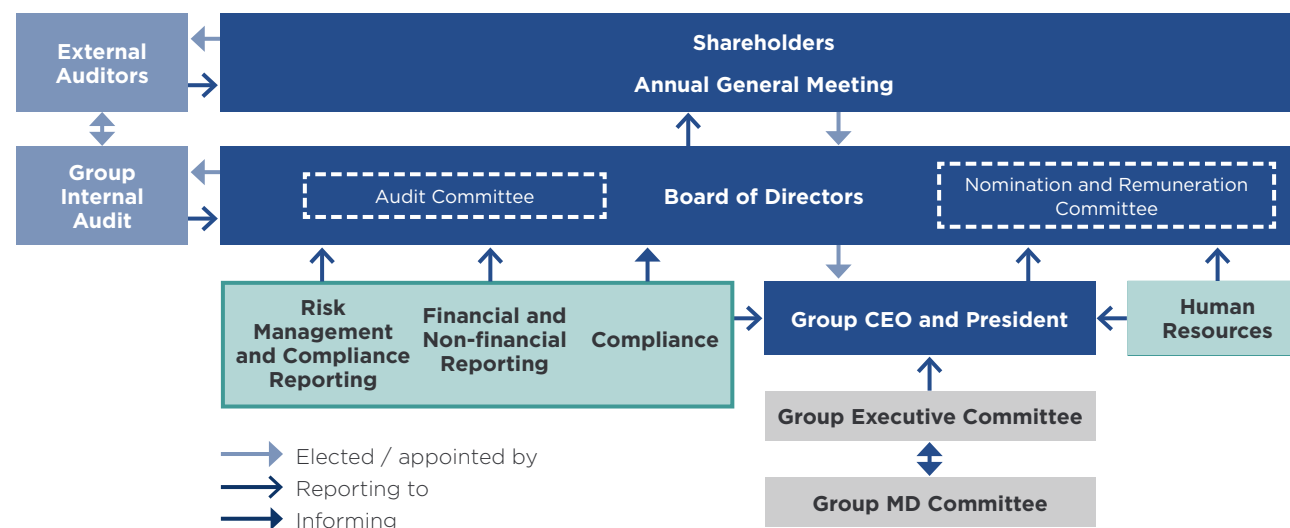 External
Auditors
Shareholders
Annual General Meeting
Group
Internal
Audit
Audit Committee
Board of Directors
Nomination and Remuneration
Committee
Risk
Management
and Compliance
Reporting
Financial and
Non-financial
Reporting
Compliance
Group CEO and President
Human
Resources
Group Executive Committee
Group MD Committee
Elected / appointed by
Reporting to
Informing